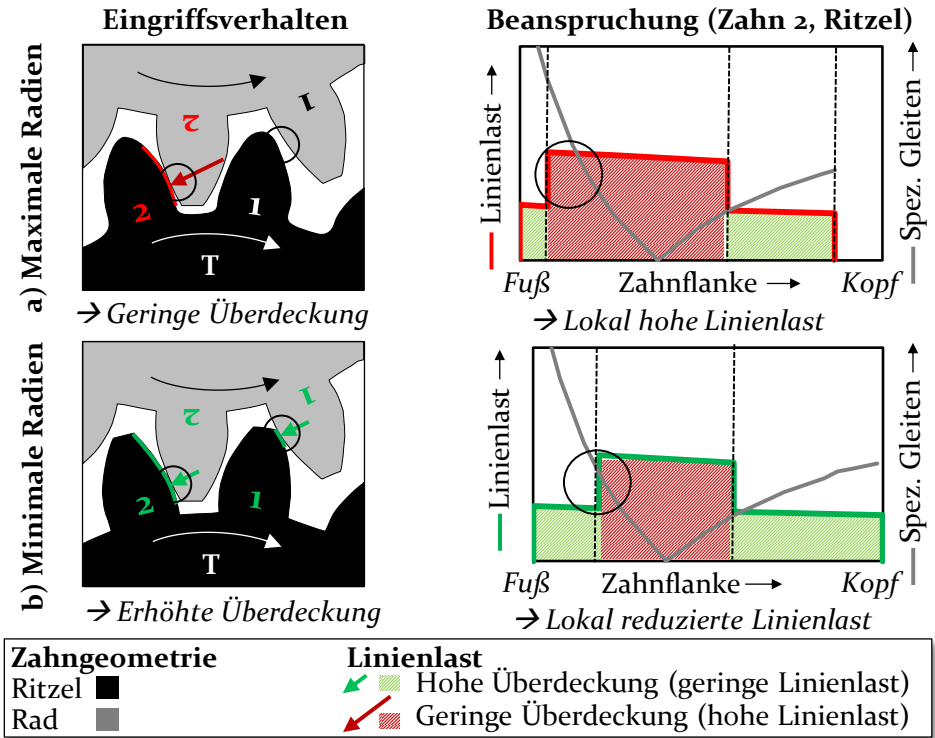 Eingriffsverhalten
Beanspruchung (Zahn 2, Ritzel)
a) Maximale Radien
2
1
2
1
T
→ Geringe Überdeckung
Linienlast
Spez. Gleiten
Fuß
Zahnflanke
Kopf
→ Lokal hohe Linienlast
b) Minimale Radien
2
1
2
1
T
→ Erhöhte Überdeckung
Linienlast
Spez. Gleiten
Fuß
Zahnflanke
Kopf
→ Lokal reduzierte Linienlast
Zahngeometrie
Ritzel
Rad
Linienlast
Hohe Überdeckung (geringe Linienlast)
Geringe Überdeckung (hohe Linienlast)